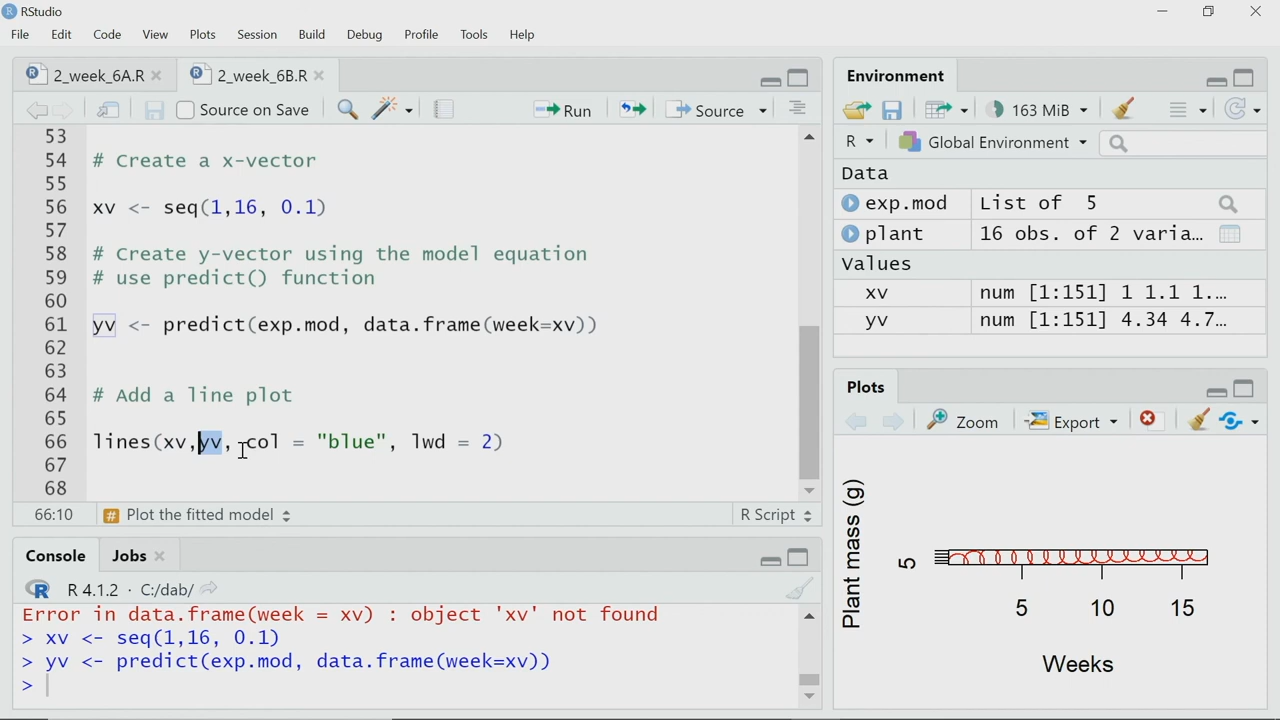 RStudio
File Edit Code View Plots Session Build Debug Profile Tools Help
2_week_6A.R 2_week_6B.R
Source on Save Run Source
53
54 # Create a x-vector
55
56 xv <- seq(1,16, 0.1)
57
58 # Create y-vector using the model equation
59 # use predict() function
60
61 yv <- predict(exp.mod, data.frame(week=xv))
62
63
64 # Add a line plot
65
66 lines(xv,yv, col = "blue", lwd = 2)
67
68
66:10 # Plot the fitted model R Script
Console Jobs
R R 4.1.2 · C:/dab/
Error in data.frame(week = xv) : object 'xv' not found
> xv <- seq(1,16, 0.1)
> yv <- predict(exp.mod, data.frame(week=xv))
>
Environment
163 MiB
R Global Environment
Data
exp.mod List of 5
plant 16 obs. of 2 varia...
Values
xv num [1:151] 1 1.1 1....
yv num [1:151] 4.34 4.7...
Plots
Zoom Export
Plant mass (g)
5
5 10 15
Weeks